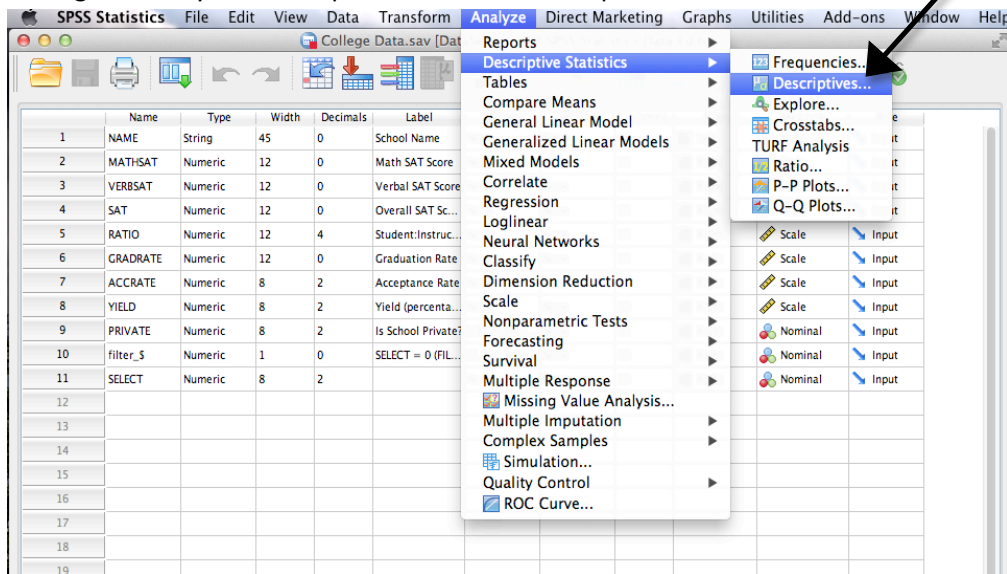 SPSS Statistics File Edit View Data Transform Analyze Direct Marketing Graphs Utilities Add-ons Window Help
College Data.sav [Dat
Reports
Descriptive Statistics
Tables
Compare Means
General Linear Model
Generalized Linear Models
Mixed Models
Correlate
Regression
Loglinear
Neural Networks
Classify
Dimension Reduction
Scale
Nonparametric Tests
Forecasting
Survival
Multiple Response
Missing Value Analysis...
Multiple Imputation
Complex Samples
Simulation...
Quality Control
ROC Curve...
Frequencies...
Descriptives...
Explore...
Crosstabs...
TURF Analysis
Ratio...
P-P Plots...
Q-Q Plots...
Name Type Width Decimals Label
1 NAME String 45 0 School Name
2 MATHSAT Numeric 12 0 Math SAT Score
3 VERBSAT Numeric 12 0 Verbal SAT Score
4 SAT Numeric 12 0 Overall SAT Sc...
5 RATIO Numeric 12 4 Student:Instruc... Scale Input
6 GRADRATE Numeric 12 0 Graduation Rate Scale Input
7 ACCRATE Numeric 8 2 Acceptance Rate Scale Input
8 YIELD Numeric 8 2 Yield (percenta... Scale Input
9 PRIVATE Numeric 8 2 Is School Private? Nominal Input
10 filter_$ Numeric 1 0 SELECT = 0 (FIL... Nominal Input
11 SELECT Numeric 8 2 Nominal Input
12
13
14
15
16
17
18
19